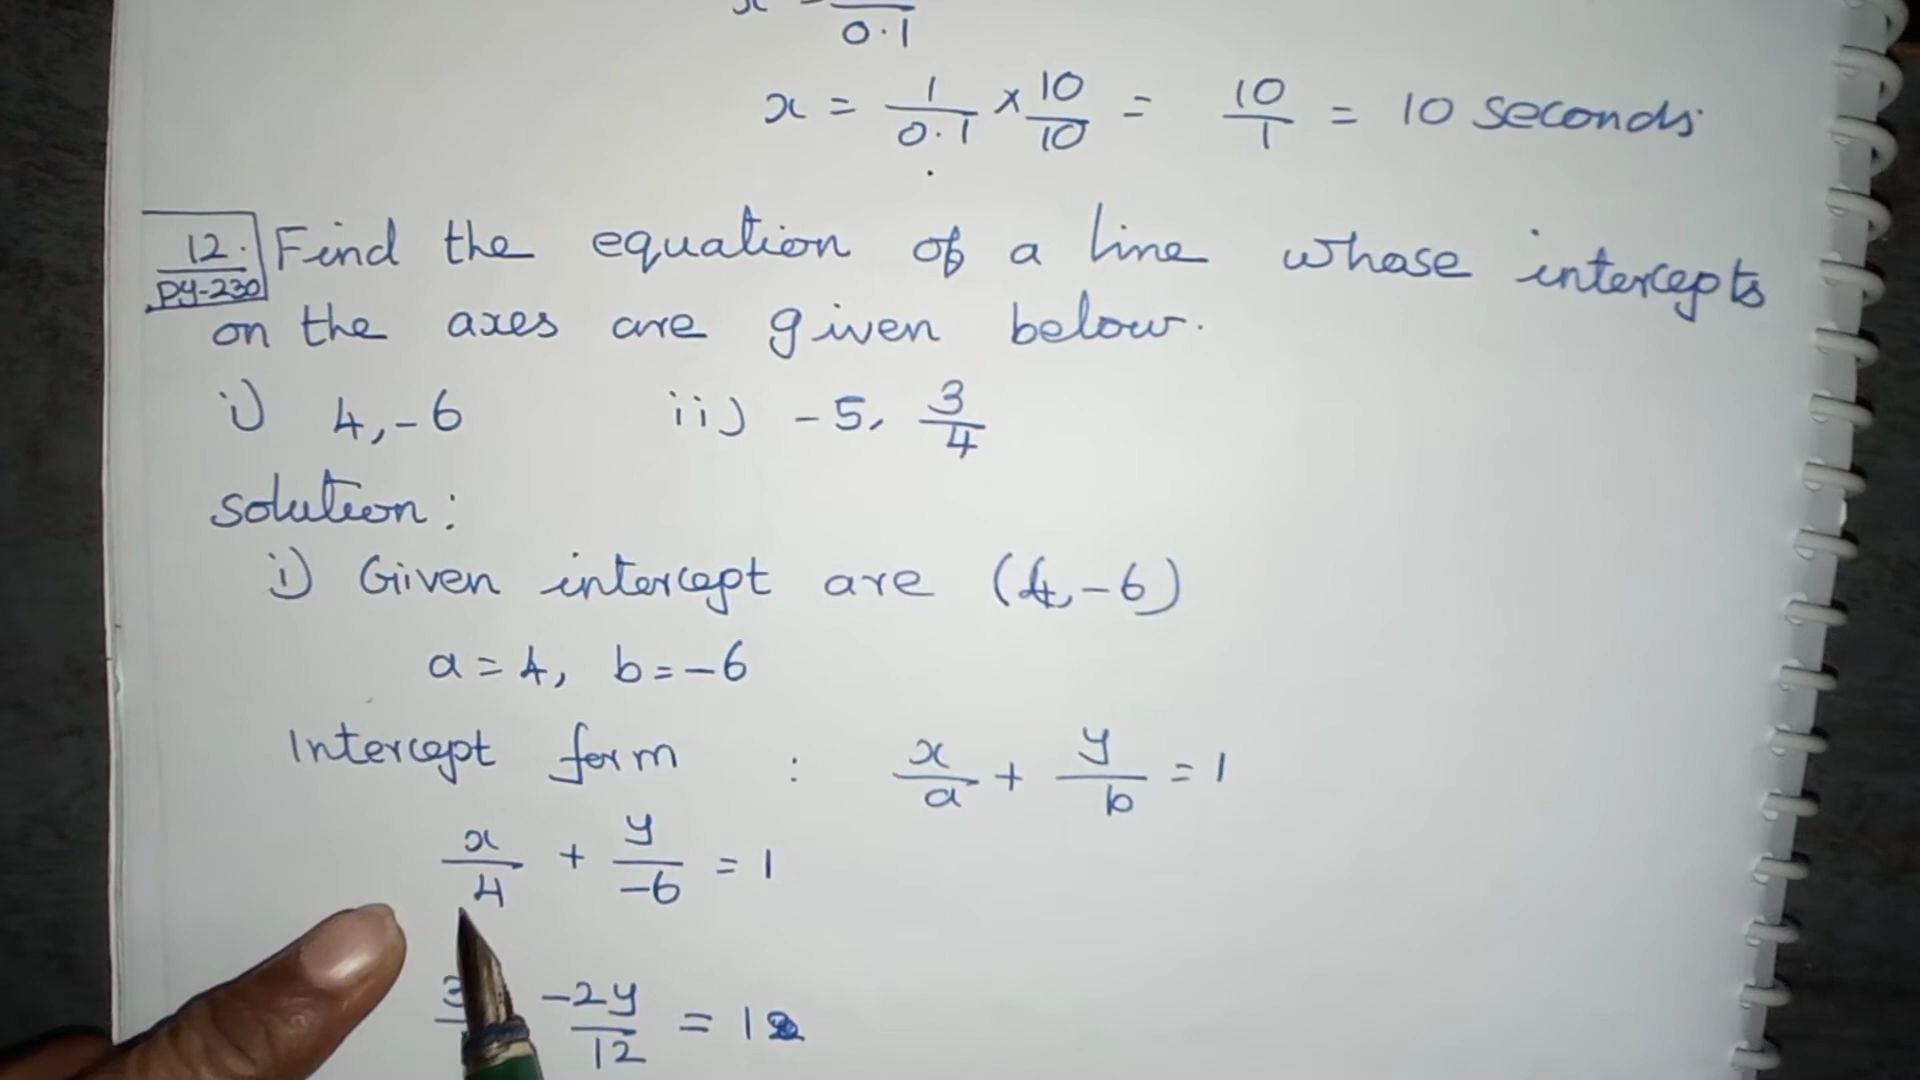 0.1
x = 1/0.1 × 10/10 = 10/1 = 10 seconds
12. Find the equation of a line whose intercepts
Pg-230
on the axes are given below.
i) 4, -6 ii) -5, 3/4
solution:
i) Given intercept are (4, -6)
a = 4, b = -6
Intercept form : x/a + y/b = 1
x/4 + y/-6 = 1
3 -2y/12 = 1